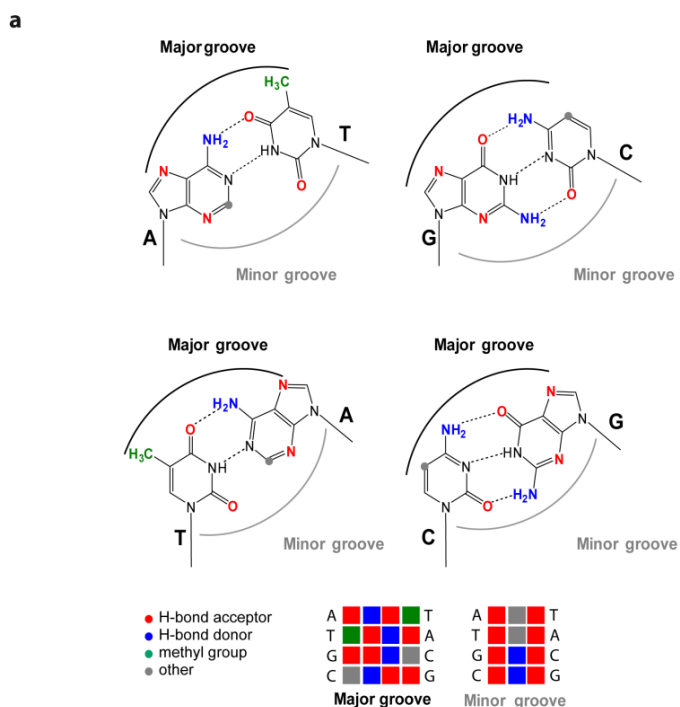 a
Major groove
Major groove
H₃C
O
NH₂
T
N
HN
N
N
N
N
O
A
Minor groove
O
H₂N
C
N
N
N
NH
N
N
NH₂
O
G
Minor groove
Major groove
Major groove
N
H₂N
N
A
O
H₃C
NH
N
N
N
O
T
Minor groove
N
O
NH₂
N
G
N
HN
N
N
O
H₂N
C
Minor groove
H-bond acceptor
H-bond donor
methyl group
other
A T
T A
G C
C G
Major groove
A T
T A
G C
C G
Minor groove